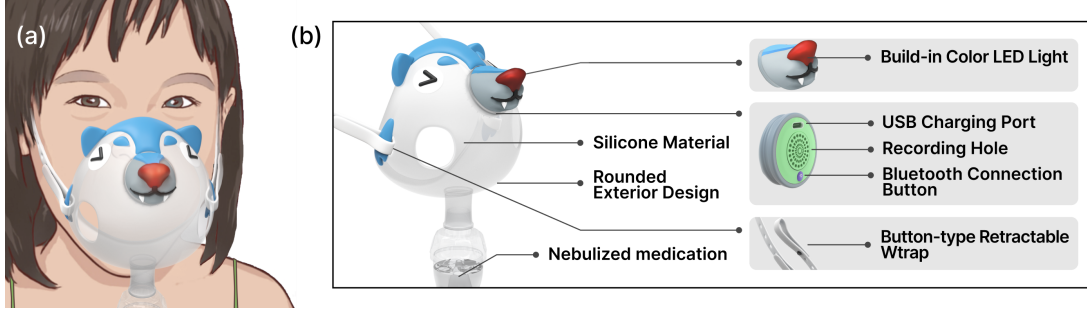 (a)
(b)
Build-in Color LED Light
USB Charging Port
Recording Hole
Bluetooth Connection
Button
Silicone Material
Rounded
Exterior Design
Button-type Retractable
Wtrap
Nebulized medication